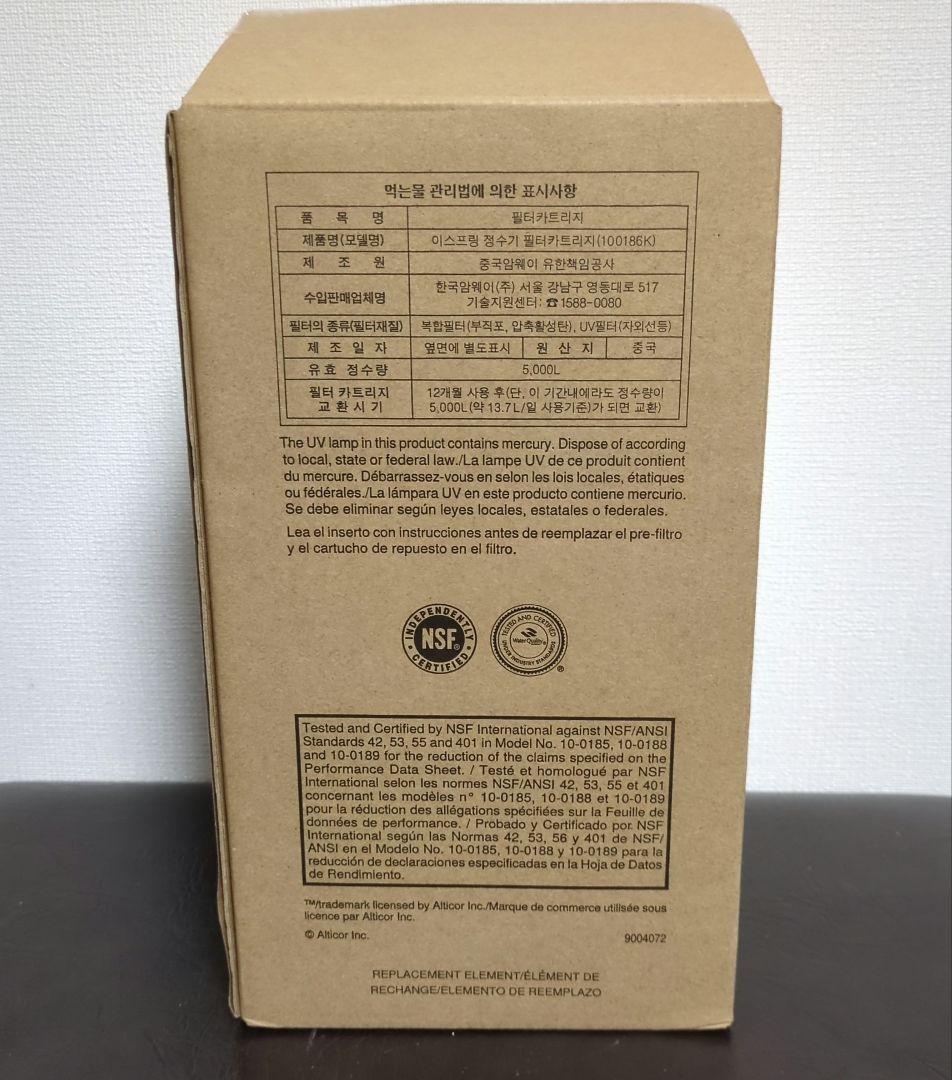 먹는물 관리법에 의한 표시사항
품 목 명 필터카트리지
제품명(모델명) 이스프링 정수기 필터카트리지(100186K)
제 조 원 중국암웨이 유한책임공사
수입판매업체명 한국암웨이(주) 서울 강남구 영동대로 517
기술지원센터: ☎1588-0080
필터의 종류(필터재질) 복합필터(부직포, 압축활성탄), UV필터(자외선등)
제 조 일 자 옆면에 별도표시 원 산 지 중국
유효 정수량 5,000L
필터 카트리지 12개월 사용 후(단, 이 기간내에라도 정수량이
교 환 시 기 5,000L(약 13.7L/일 사용기준)가 되면 교환)
The UV lamp in this product contains mercury. Dispose of according
to local, state or federal law./La lampe UV de ce produit contient
du mercure. Débarrassez-vous en selon les lois locales, étatiques
ou fédérales./La lámpara UV en este producto contiene mercurio.
Se debe eliminar según leyes locales, estatales o federales.
Lea el inserto con instrucciones antes de reemplazar el pre-filtro
y el cartucho de repuesto en el filtro.
INDEPENDENTLY
NSF®
CERTIFIED
TESTED AND CERTIFIED
Water Quality
UNDER INDUSTRY STANDARDS
®
Tested and Certified by NSF International against NSF/ANSI
Standards 42, 53, 55 and 401 in Model No. 10-0185, 10-0188
and 10-0189 for the reduction of the claims specified on the
Performance Data Sheet. / Testé et homologué par NSF
International selon les normes NSF/ANSI 42, 53, 55 et 401
concernant les modèles n° 10-0185, 10-0188 et 10-0189
pour la réduction des allégations spécifiées sur la Feuille de
données de performance. / Probado y Certificado por NSF
International según las Normas 42, 53, 56 y 401 de NSF/
ANSI en el Modelo No. 10-0185, 10-0188 y 10-0189 para la
reducción de declaraciones especificadas en la Hoja de Datos
de Rendimiento.
™/trademark licensed by Alticor Inc./Marque de commerce utilisée sous
licence par Alticor Inc.
© Alticor Inc. 9004072
REPLACEMENT ELEMENT/ÉLÉMENT DE
RECHANGE/ELEMENTO DE REEMPLAZO